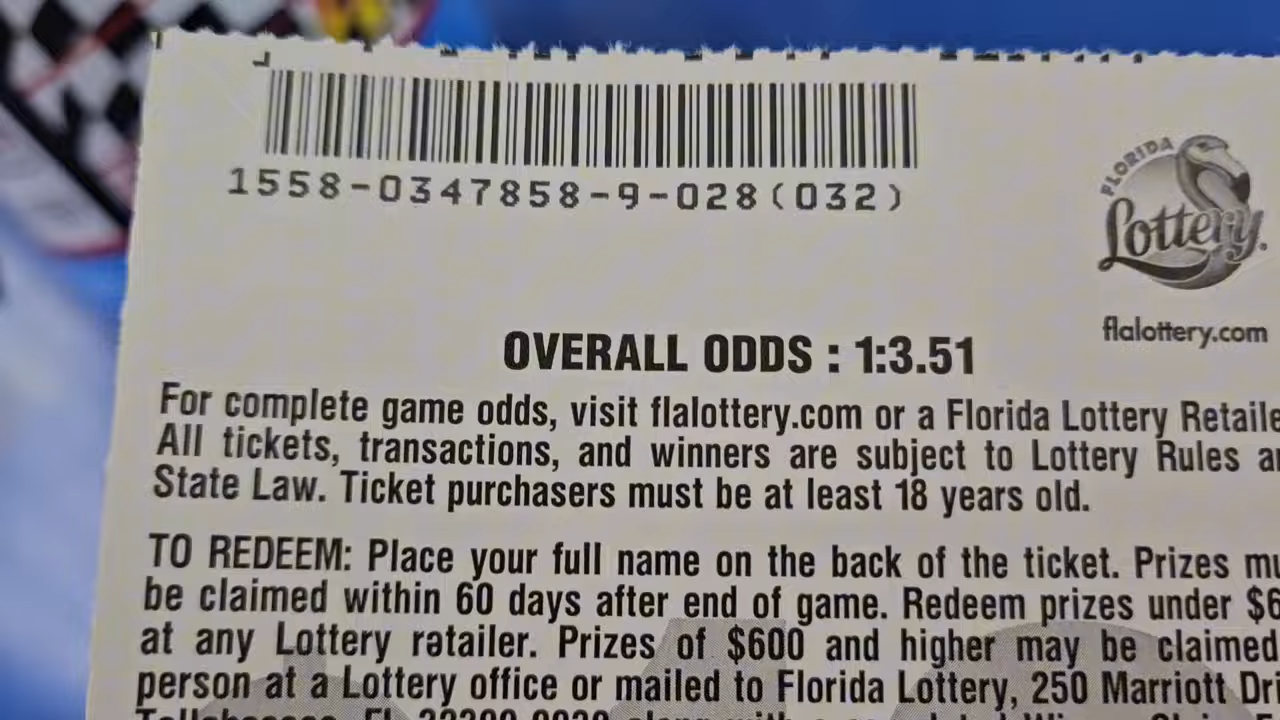 1558-0347858-9-028(032)
FLORIDA
Lottery.
flalottery.com
OVERALL ODDS : 1:3.51
For complete game odds, visit flalottery.com or a Florida Lottery Retaile
All tickets, transactions, and winners are subject to Lottery Rules a
State Law. Ticket purchasers must be at least 18 years old.
TO REDEEM: Place your full name on the back of the ticket. Prizes mu
be claimed within 60 days after end of game. Redeem prizes under $6
at any Lottery retailer. Prizes of $600 and higher may be claimed
person at a Lottery office or mailed to Florida Lottery, 250 Marriott Dri